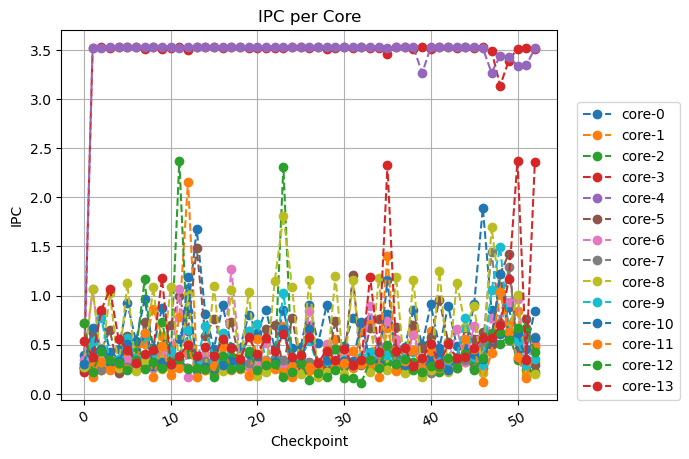 IPC per Core
3.5
3.0
2.5
2.0
1.5
1.0
0.5
0.0
IPC
0
10
20
30
40
50
Checkpoint
core-0
core-1
core-2
core-3
core-4
core-5
core-6
core-7
core-8
core-9
core-10
core-11
core-12
core-13